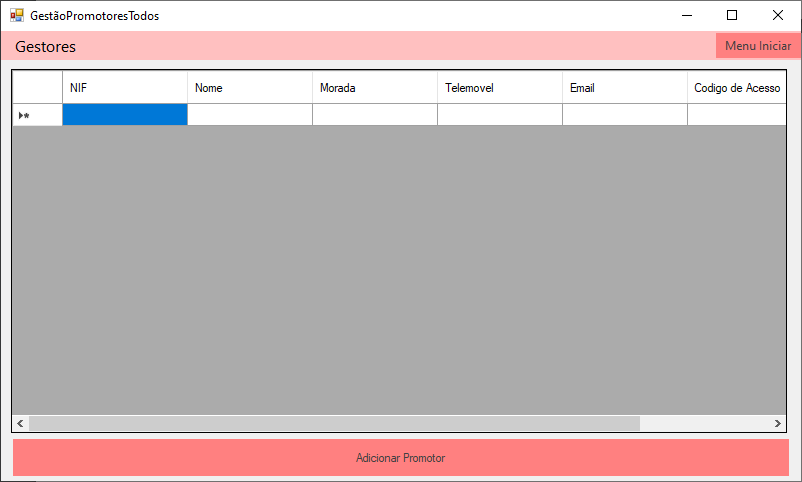 GestãoPromotoresTodos
Gestores
Menu Iniciar
NIF Nome Morada Telemovel Email Codigo de Acesso
Adicionar Promotor